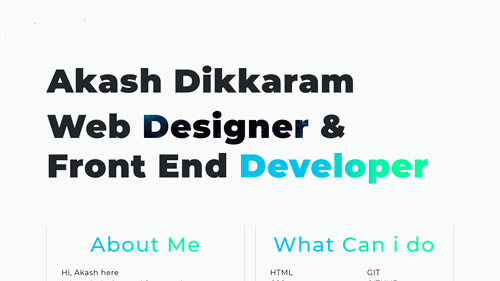 Akash Dikkaram
Web Designer &
Front End Developer
About Me
Hi, Akash here
What Can i do
HTML
GIT